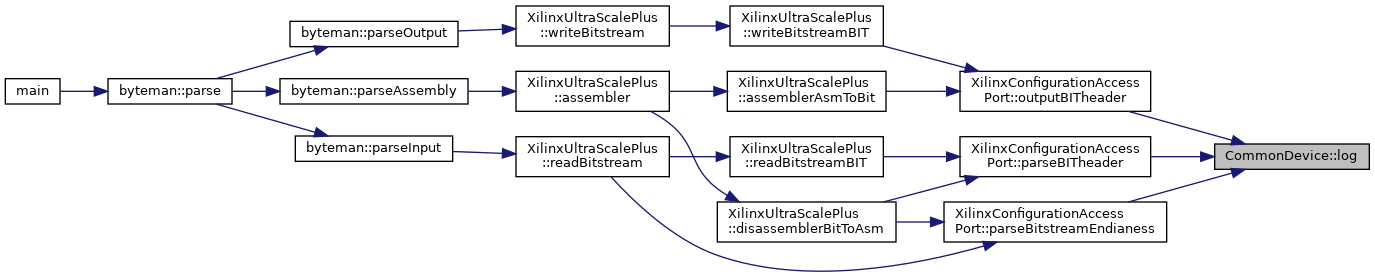 main
byteman::parse
byteman::parseOutput
byteman::parseAssembly
byteman::parseInput
XilinxUltraScalePlus
::writeBitstream
XilinxUltraScalePlus
::assembler
XilinxUltraScalePlus
::readBitstream
XilinxUltraScalePlus
::writeBitstreamBIT
XilinxUltraScalePlus
::assemblerAsmToBit
XilinxUltraScalePlus
::readBitstreamBIT
XilinxUltraScalePlus
::disassemblerBitToAsm
XilinxConfigurationAccess
Port::outputBITheader
XilinxConfigurationAccess
Port::parseBITheader
XilinxConfigurationAccess
Port::parseBitstreamEndianess
CommonDevice::log